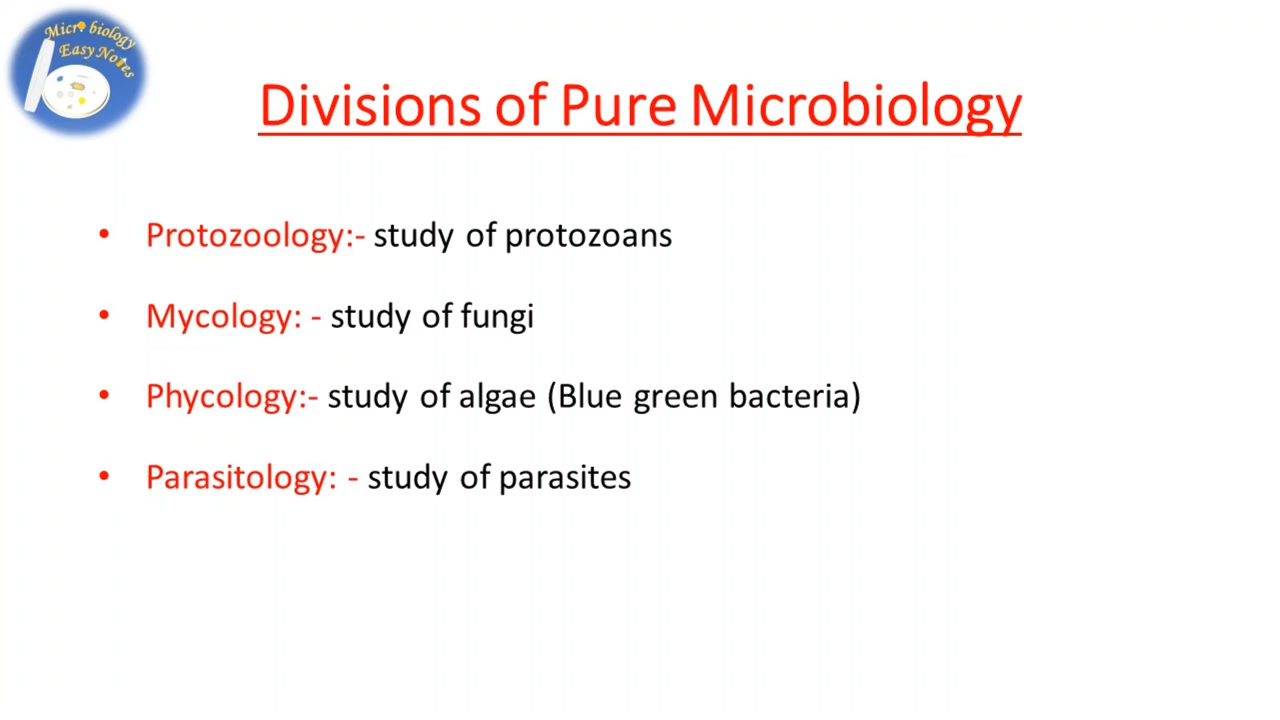 Microbiology
Easy Notes
Divisions of Pure Microbiology
• Protozoology:- study of protozoans
• Mycology: - study of fungi
• Phycology:- study of algae (Blue green bacteria)
• Parasitology: - study of parasites